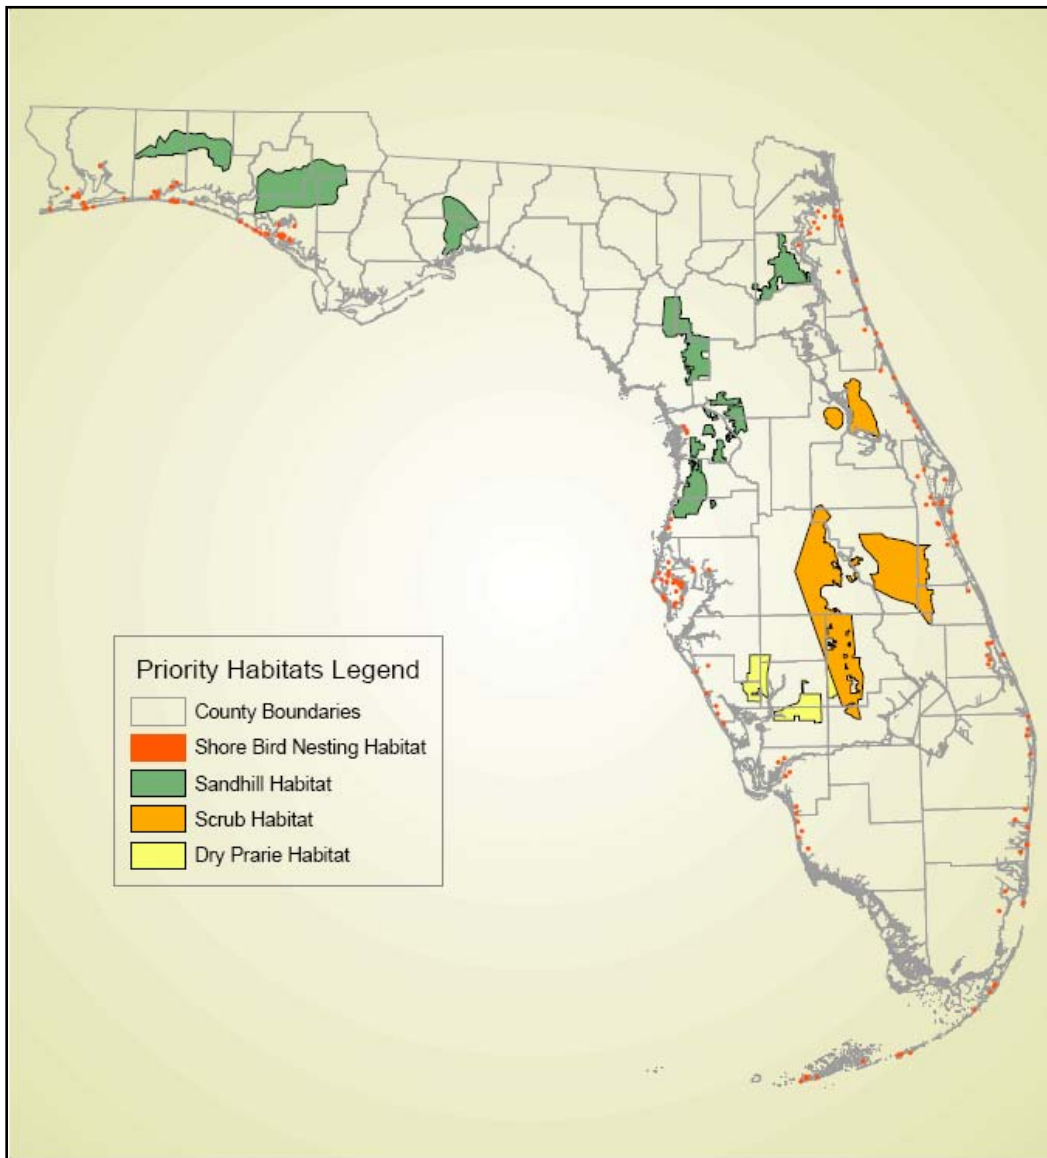 Priority Habitats Legend
County Boundaries
Shore Bird Nesting Habitat
Sandhill Habitat
Scrub Habitat
Dry Prarie Habitat